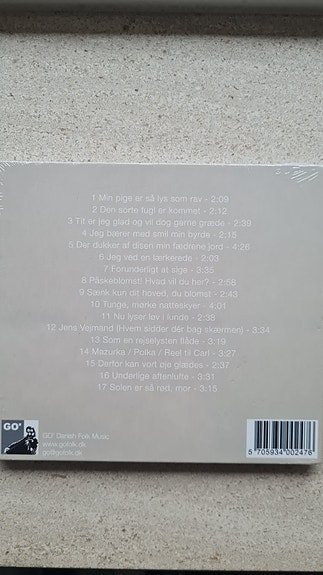 1 Min pige er så lys som rav - 2:09
2 Den sorte fugl er kommet - 2:12
3 Tit er jeg glad og vil dog gerne græde - 2:39
4 Jeg bærer med smil min byrde - 2:15
5 Der dukker af disen min fædrene jord - 4:26
6 Jeg ved en lærkerede - 2:03
7 Forunderligt at sige - 3:35
8 Påskeblomst! Hvad vil du her? - 2:58
9 Sænk kun dit hoved, du blomst - 2:43
10 Tunge, mørke natteskyer - 4:01
11 Nu lyser løv i lunde - 2:38
12 Jens Vejmand (Hvem sidder dér bag skærmen) - 3:34
13 Som en rejselysten flåde - 3:19
14 Mazurka / Polka / Reel til Carl - 3:27
15 Derfor kan vort øje glædes - 3:37
16 Underlige aftenlufte - 3:31
17 Solen er så rød, mor - 3:15
GO'
GO' Danish Folk Music
www.gofolk.dk
go@gofolk.dk
5 705934 002476